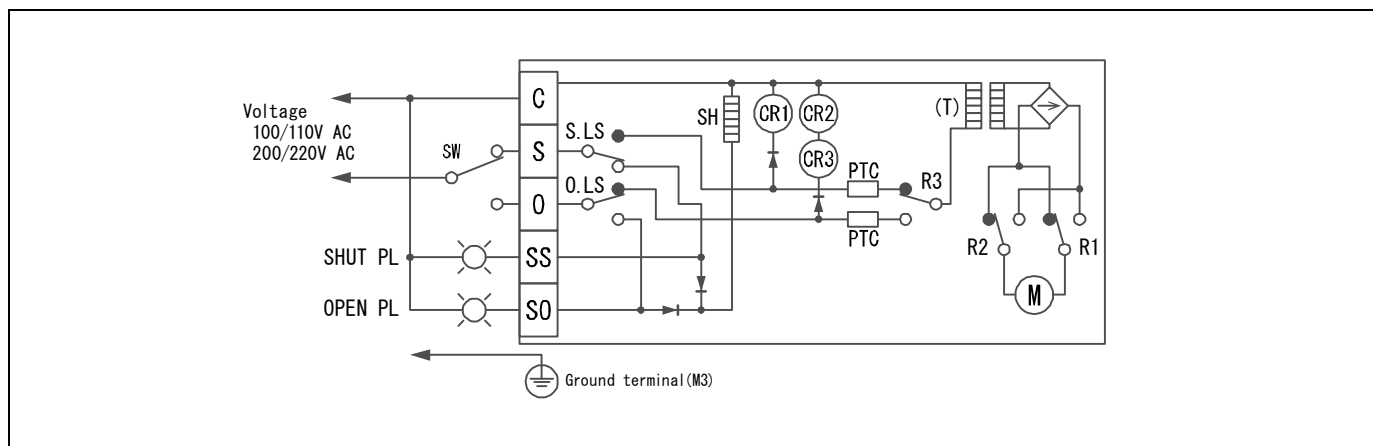 Voltage
100/110V AC
200/220V AC
SW
SHUT PL
OPEN PL
C
S
O
SS
SO
S.LS
O.LS
SH
CR1
CR2
CR3
PTC
PTC
R3
(T)
R2
R1
M
Ground terminal(M3)